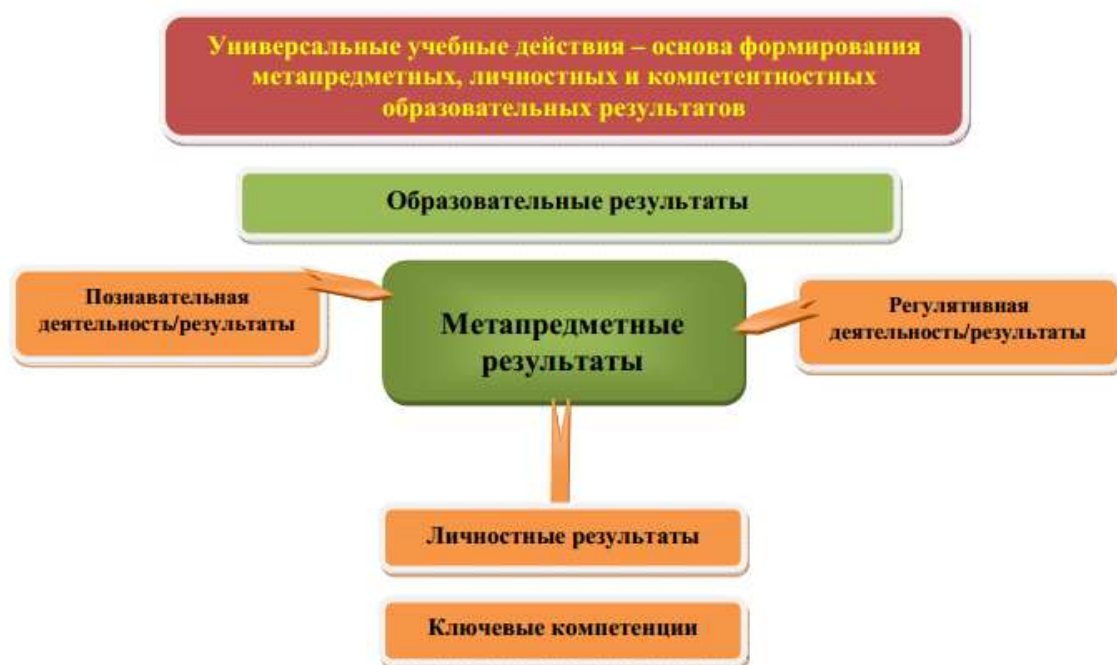 Универсальные учебные действия – основа формирования
метапредметных, личностных и компетентностных
образовательных результатов
Образовательные результаты
Познавательная
деятельность/результаты
Метапредметные
результаты
Регулятивная
деятельность/результаты
Личностные результаты
Ключевые компетенции